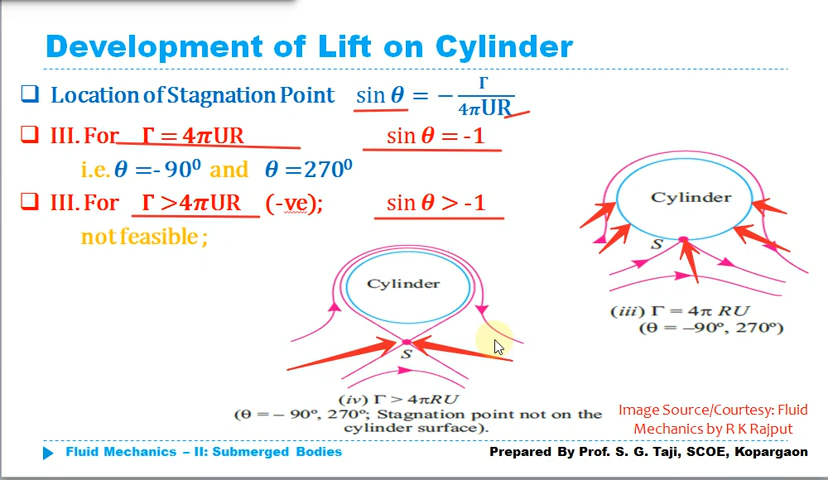 Development of Lift on Cylinder
❑ Location of Stagnation Point sin θ = − Γ / 4πUR
❑ III. For Γ = 4πUR sin θ = -1
i.e. θ =- 90⁰ and θ =270⁰
❑ III. For Γ >4πUR (-ve); sin θ > -1
not feasible ;
Cylinder
S
(iii) Γ = 4π RU
(θ = –90°, 270°)
Cylinder
S
(iv) Γ > 4πRU
(θ = – 90°, 270°; Stagnation point not on the
cylinder surface).
Image Source/Courtesy: Fluid
Mechanics by R K Rajput
Fluid Mechanics – II: Submerged Bodies
Prepared By Prof. S. G. Taji, SCOE, Kopargaon